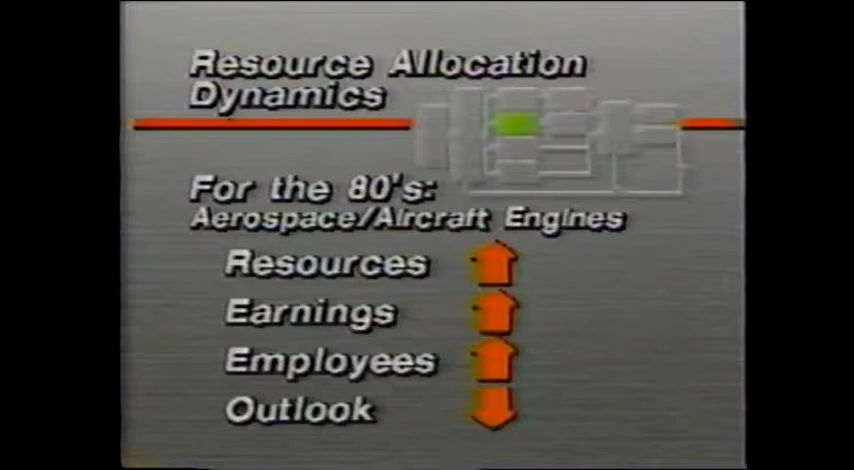 Resource Allocation
Dynamics
For the 80's:
Aerospace/Aircraft Engines
Resources
Earnings
Employees
Outlook